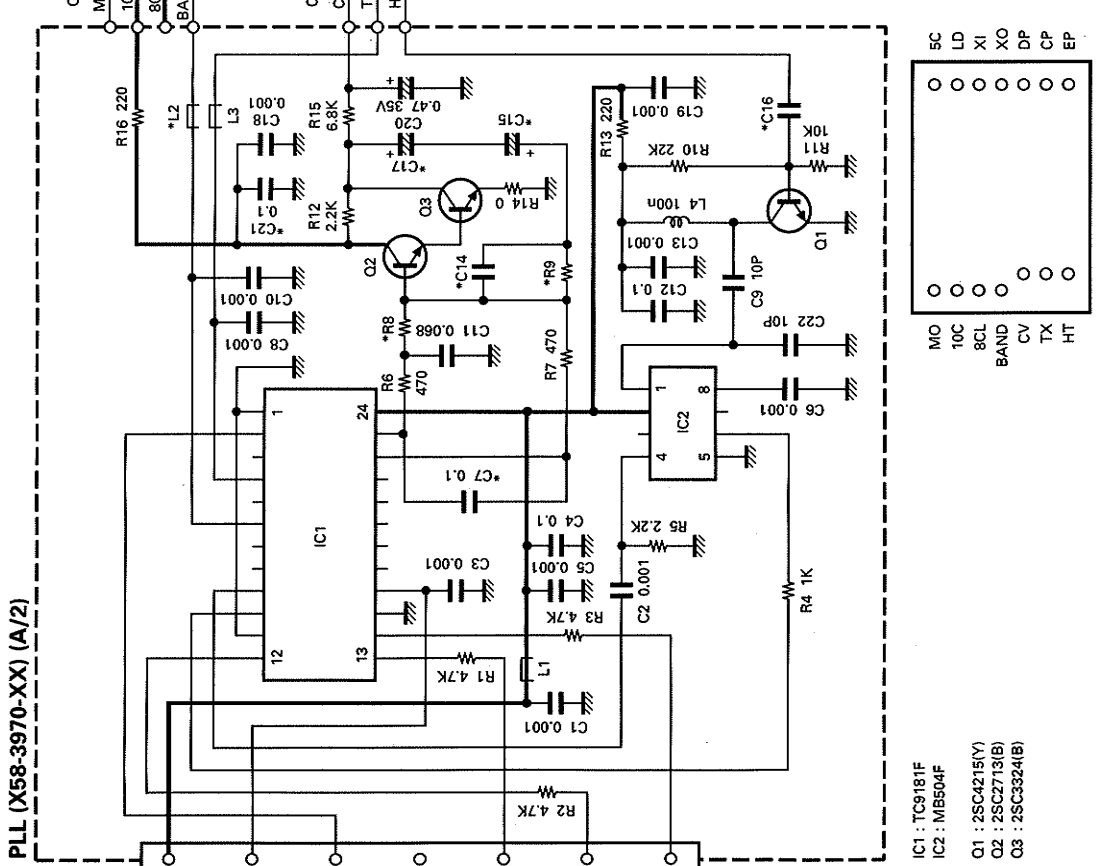 PLL (X58-3970-XX) (A/2)
10
BA
R16 220
*L2
L3
C18
0.001
*C21
0.1
R15
6.8K
R12
2.2K
0.47 35V
C20
*C17
*C15
Q3
R14 0
Q2
*C14
*R9
C10 0.001
C8 0.001
*R8
R6
470
C11 0.068
R7 470
R13 220
C19 0.001
*C16
R10 22K
R11
10K
L4 100n
Q1
C13 0.001
C12 0.1
C9 10P
C22 10P
C6 0.001
1
24
IC1
12
13
*C7 0.1
1
8
IC2
4
5
C3 0.001
C4 0.1
C5 0.001
R3 4.7K
R5 2.2K
C2 0.001
R4 1K
R1 4.7K
L1
C1 0.001
R2 4.7K
5C
LD
XI
XO
DP
CP
EP
MO
10C
8CL
BAND
CV
TX
HT
IC1 : TC9181F
IC2 : MB504F
Q1 : 2SC4215(Y)
Q2 : 2SC2713(B)
Q3 : 2SC3324(B)